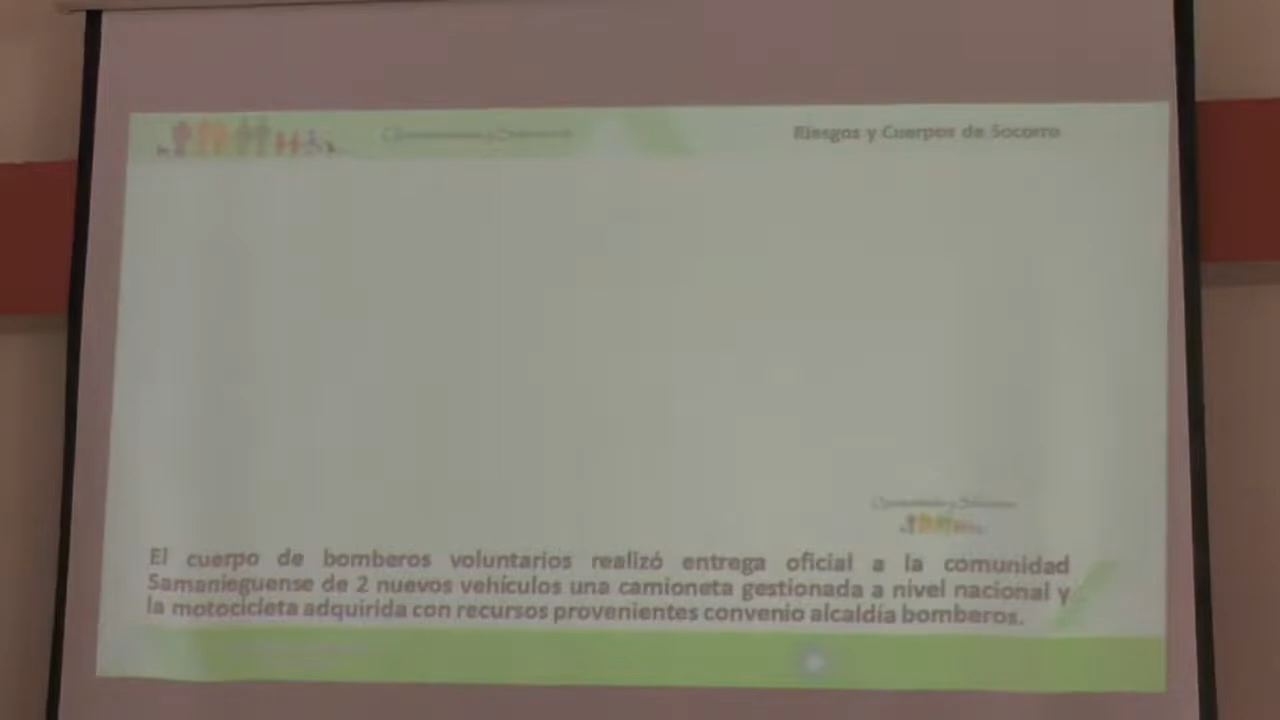 Riesgos y Cuerpos de Socorro
El cuerpo de bomberos voluntarios realizó entrega oficial a la comunidad
Samanieguense de 2 nuevos vehículos una camioneta gestionada a nivel nacional y
la motocicleta adquirida con recursos provenientes convenio alcaldía bomberos.